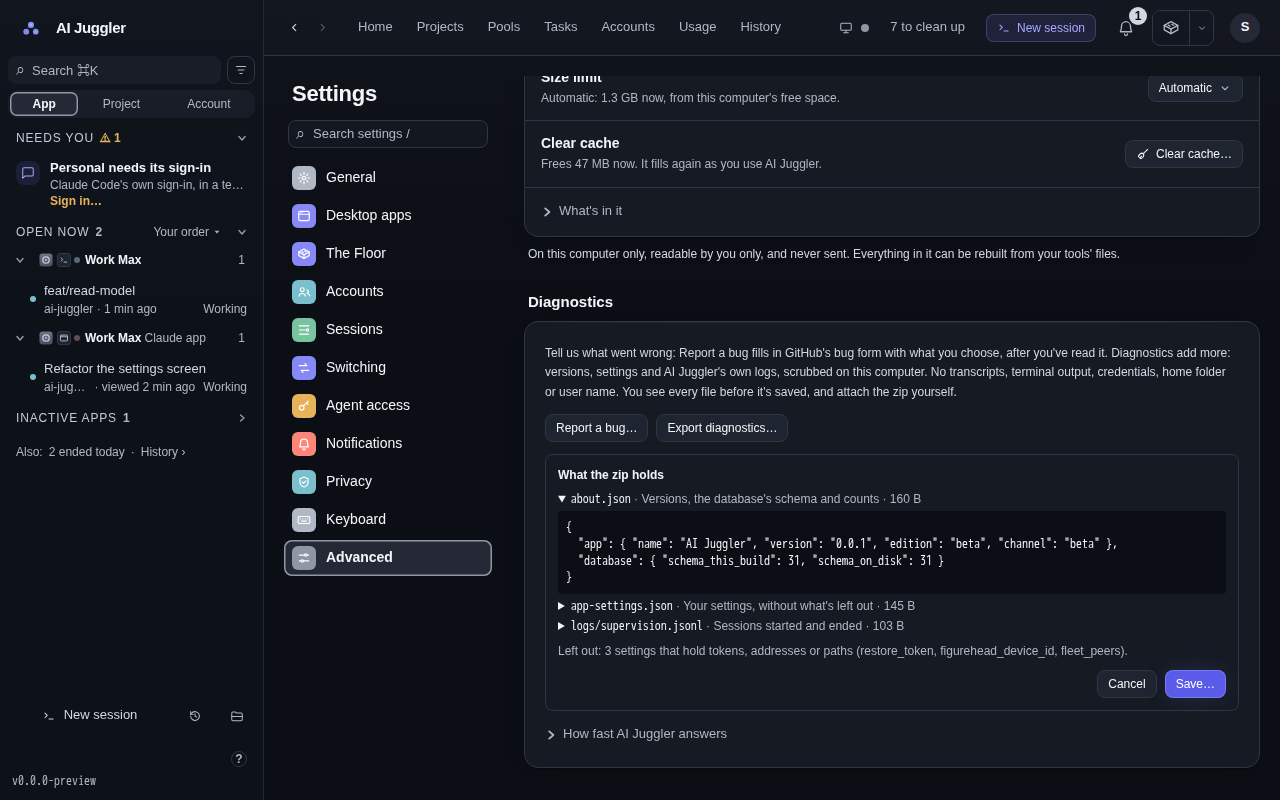 AI Juggler
Search ⌘K
App Project Account
NEEDS YOU 1
Personal needs its sign-in
Claude Code's own sign-in, in a te…
Sign in…
OPEN NOW 2 Your order
Work Max 1
feat/read-model
ai-juggler · 1 min ago Working
Work Max Claude app 1
Refactor the settings screen
ai-jug… · viewed 2 min ago Working
INACTIVE APPS 1
Also: 2 ended today · History ›
New session
?
v0.0.0-preview
Home Projects Pools Tasks Accounts Usage History 7 to clean up New session 1 S
Settings
Search settings /
General
Desktop apps
The Floor
Accounts
Sessions
Switching
Agent access
Notifications
Privacy
Keyboard
Advanced
Size limit
Automatic: 1.3 GB now, from this computer's free space.
Automatic
Clear cache
Frees 47 MB now. It fills again as you use AI Juggler.
Clear cache…
What's in it
On this computer only, readable by you only, and never sent. Everything in it can be rebuilt from your tools' files.
Diagnostics
Tell us what went wrong: Report a bug fills in GitHub's bug form with what you choose, after you've read it. Diagnostics add more:
versions, settings and AI Juggler's own logs, scrubbed on this computer. No transcripts, terminal output, credentials, home folder
or user name. You see every file before it's saved, and attach the zip yourself.
Report a bug… Export diagnostics…
What the zip holds
about.json · Versions, the database's schema and counts · 160 B
{
"app": { "name": "AI Juggler", "version": "0.0.1", "edition": "beta", "channel": "beta" },
"database": { "schema_this_build": 31, "schema_on_disk": 31 }
}
app-settings.json · Your settings, without what's left out · 145 B
logs/supervision.jsonl · Sessions started and ended · 103 B
Left out: 3 settings that hold tokens, addresses or paths (restore_token, figurehead_device_id, fleet_peers).
Cancel Save…
How fast AI Juggler answers